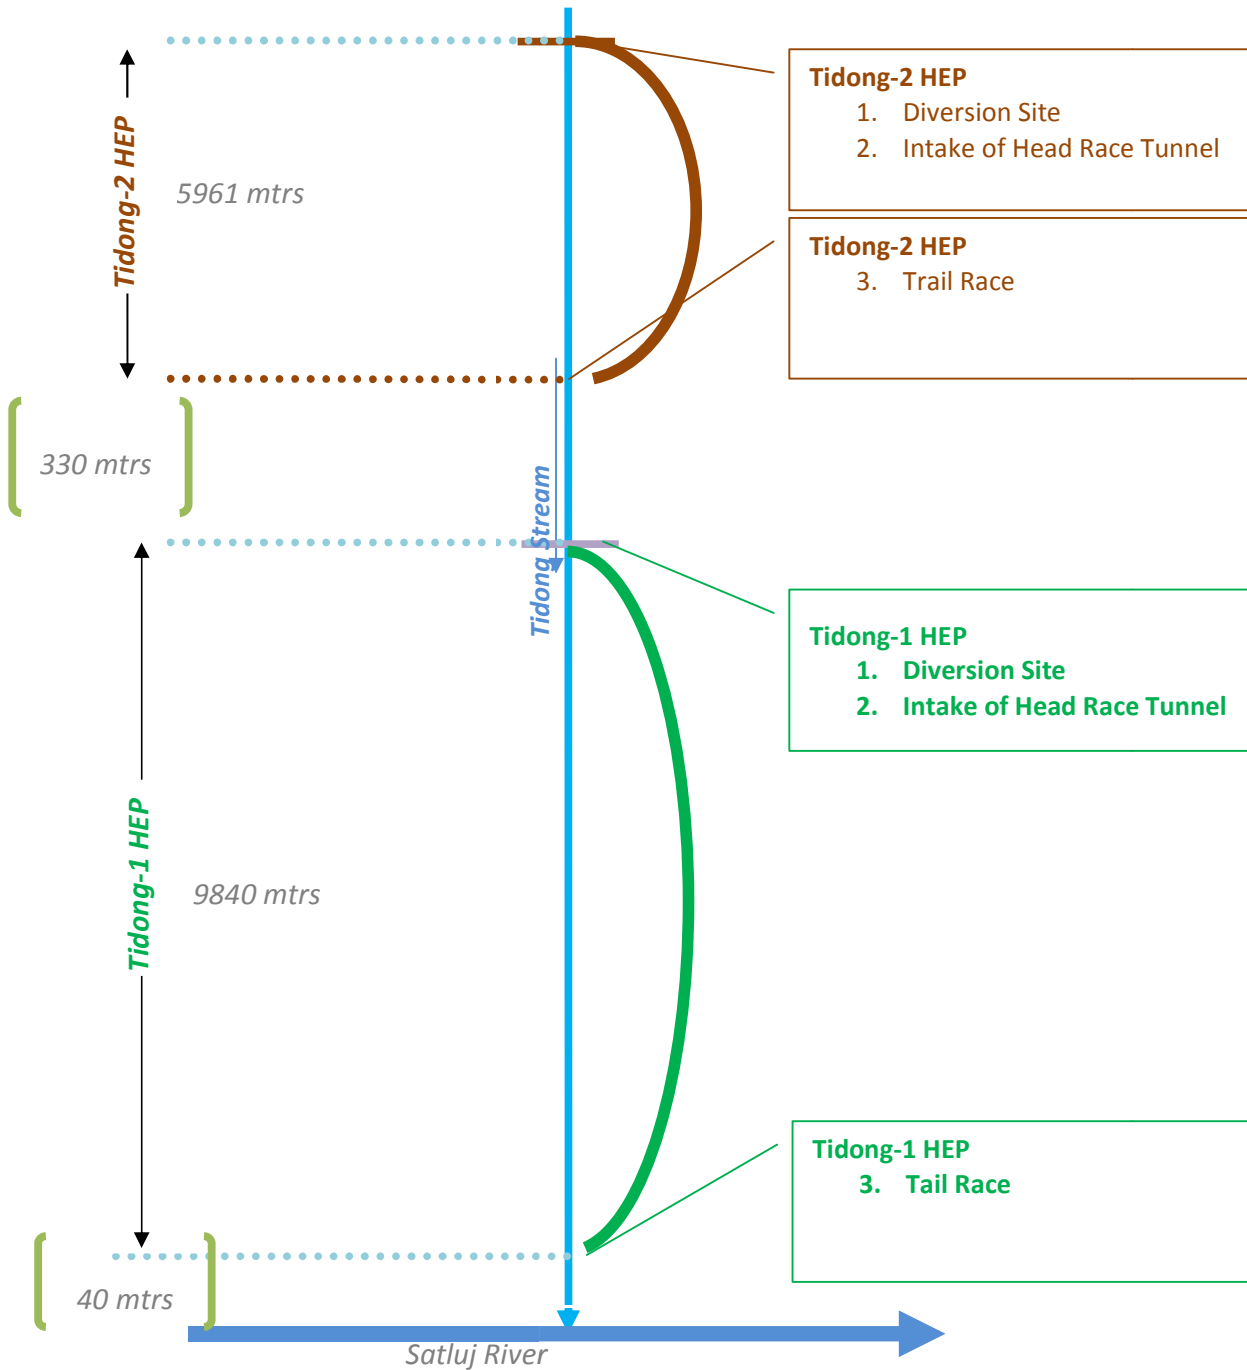 Tidong-2 HEP
1. Diversion Site
2. Intake of Head Race Tunnel
Tidong-2 HEP
5961 mtrs
Tidong-2 HEP
3. Trail Race
330 mtrs
Tidong Stream
Tidong-1 HEP
1. Diversion Site
2. Intake of Head Race Tunnel
Tidong-1 HEP
9840 mtrs
Tidong-1 HEP
3. Tail Race
40 mtrs
Satluj River